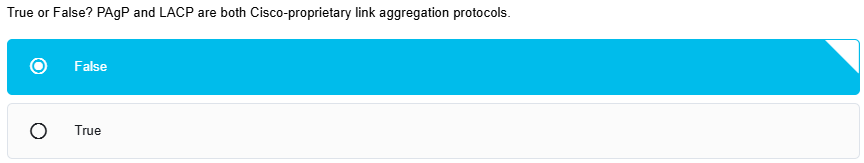 True or False? PAgP and LACP are both Cisco-proprietary link aggregation protocols.
False
True